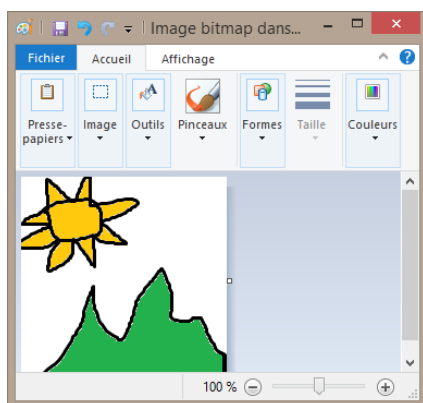 Image bitmap dans...
Fichier Accueil Affichage
Presse-papiers Image Outils Pinceaux Formes Taille Couleurs
100 %